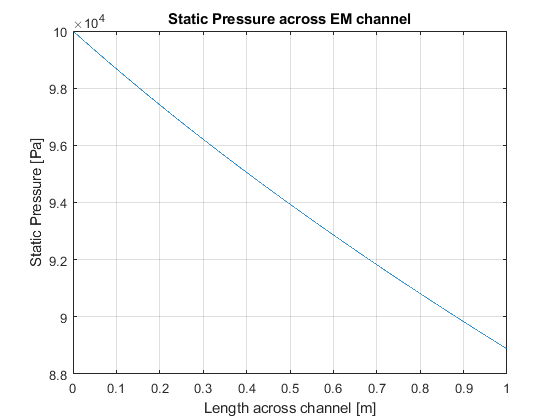 Static Pressure across EM channel
×10⁴
10
9.8
9.6
9.4
9.2
9
8.8
Static Pressure [Pa]
0 0.1 0.2 0.3 0.4 0.5 0.6 0.7 0.8 0.9 1
Length across channel [m]